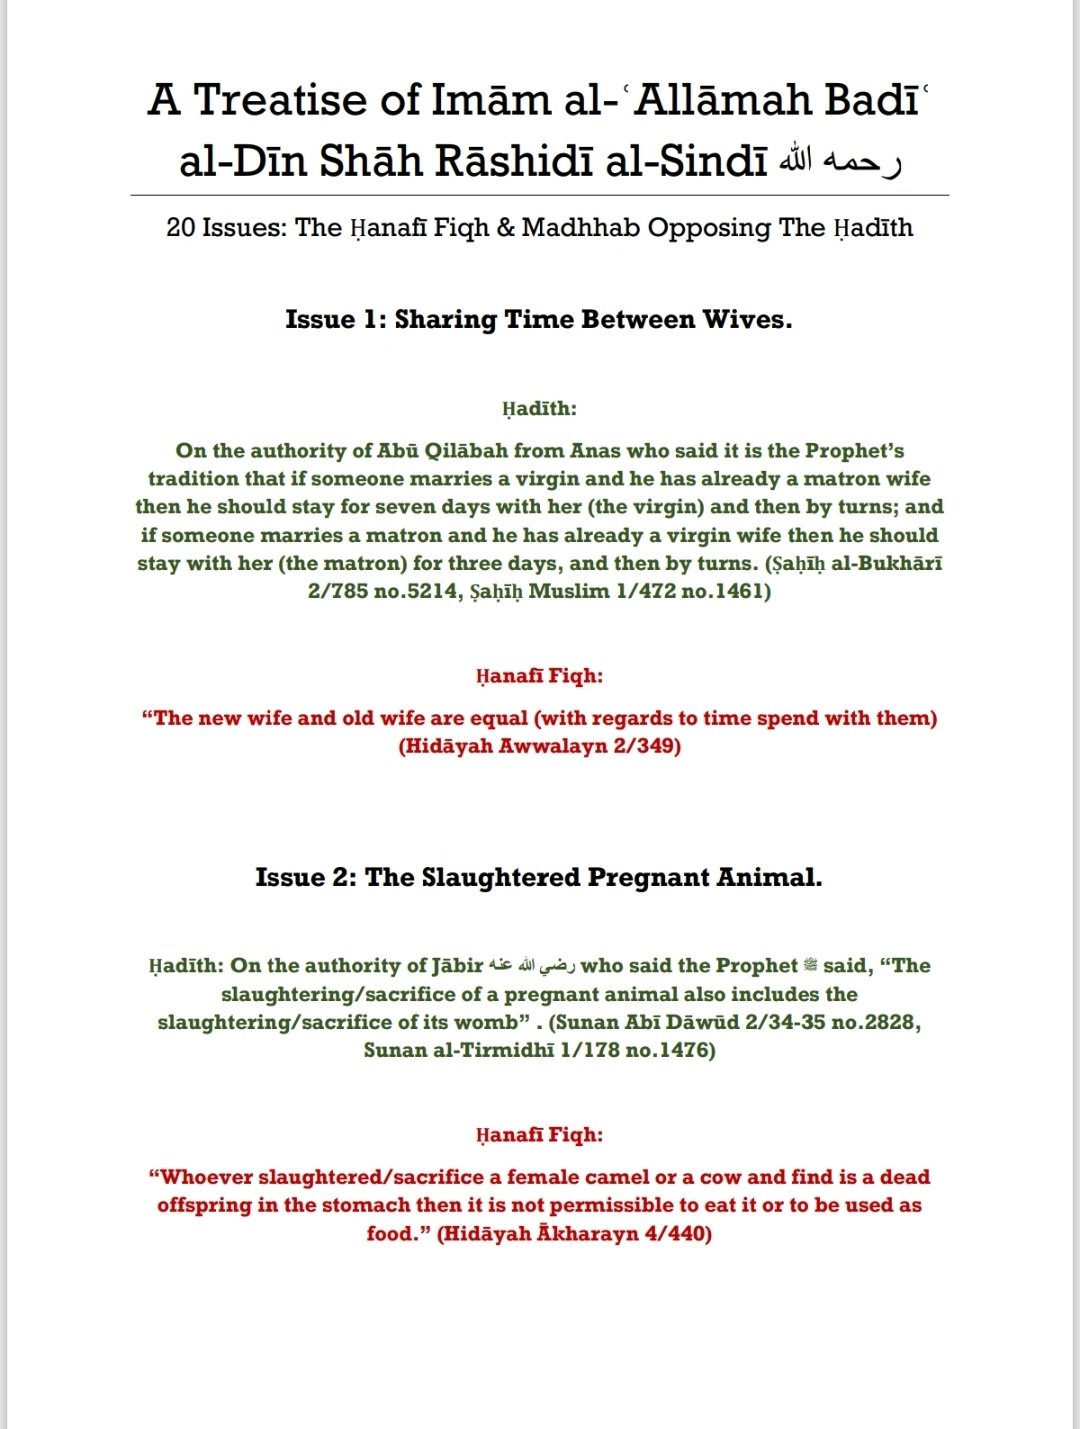 A Treatise of Imām al-ʿAllāmah Badīʿ
al-Dīn Shāh Rāshidī al-Sindī رحمه الله
20 Issues: The Ḥanafī Fiqh & Madhhab Opposing The Ḥadīth
Issue 1: Sharing Time Between Wives.
Ḥadīth:
On the authority of Abū Qilābah from Anas who said it is the Prophet’s
tradition that if someone marries a virgin and he has already a matron wife
then he should stay for seven days with her (the virgin) and then by turns; and
if someone marries a matron and he has already a virgin wife then he should
stay with her (the matron) for three days, and then by turns. (Ṣaḥīḥ al-Bukhārī
2/785 no.5214, Ṣaḥīḥ Muslim 1/472 no.1461)
Ḥanafī Fiqh:
“The new wife and old wife are equal (with regards to time spend with them)
(Hidāyah Awwalayn 2/349)
Issue 2: The Slaughtered Pregnant Animal.
Ḥadīth: On the authority of Jābir رضي الله عنه who said the Prophet ﷺ said, “The
slaughtering/sacrifice of a pregnant animal also includes the
slaughtering/sacrifice of its womb” . (Sunan Abī Dāwūd 2/34-35 no.2828,
Sunan al-Tirmidhī 1/178 no.1476)
Ḥanafī Fiqh:
“Whoever slaughtered/sacrifice a female camel or a cow and find is a dead
offspring in the stomach then it is not permissible to eat it or to be used as
food.” (Hidāyah Ākharayn 4/440)